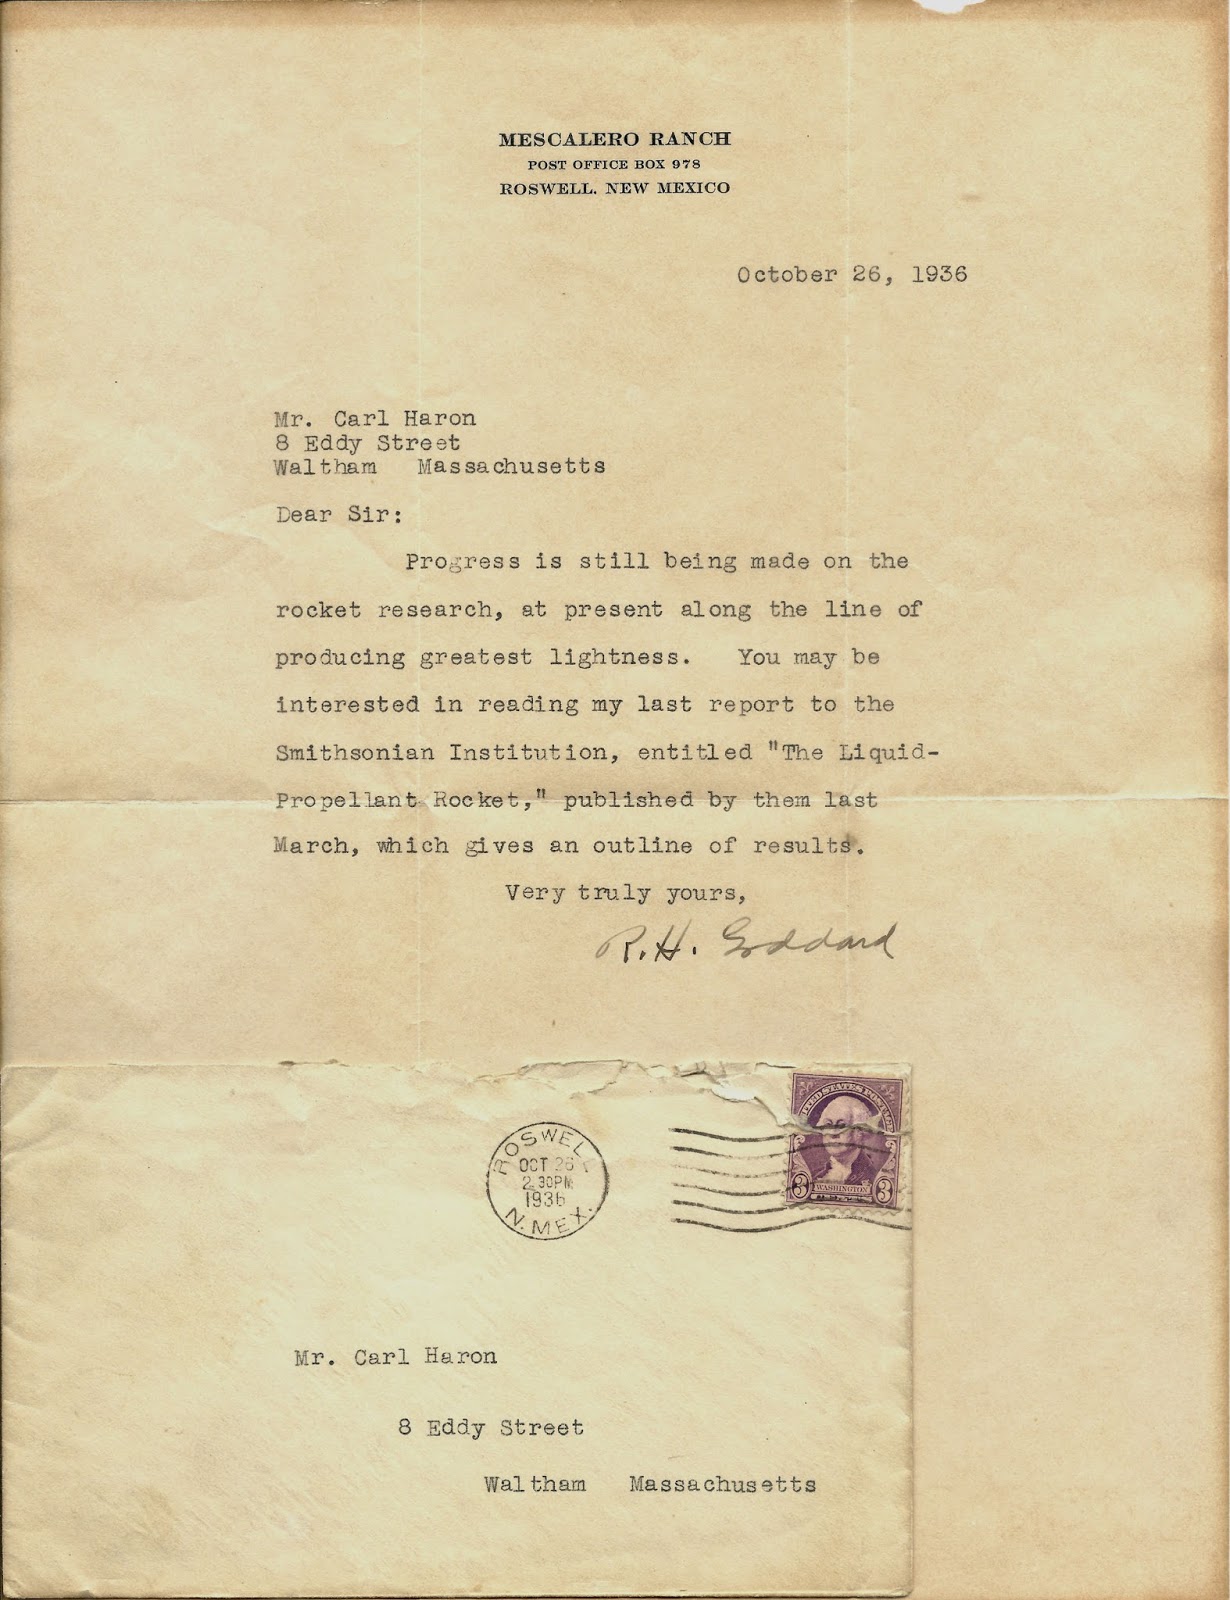 MESCALERO RANCH
POST OFFICE BOX 978
ROSWELL, NEW MEXICO
October 26, 1936
Mr. Carl Haron
8 Eddy Street
Waltham Massachusetts
Dear Sir:
Progress is still being made on the
rocket research, at present along the line of
producing greatest lightness. You may be
interested in reading my last report to the
Smithsonian Institution, entitled "The Liquid-
Propellant Rocket," published by them last
March, which gives an outline of results.
Very truly yours,
R. H. Goddard
ROSWELL
OCT 26
2 30PM
1936
N. MEX.
UNITED STATES POSTAGE
3 WASHINGTON 3
Mr. Carl Haron
8 Eddy Street
Waltham Massachusetts